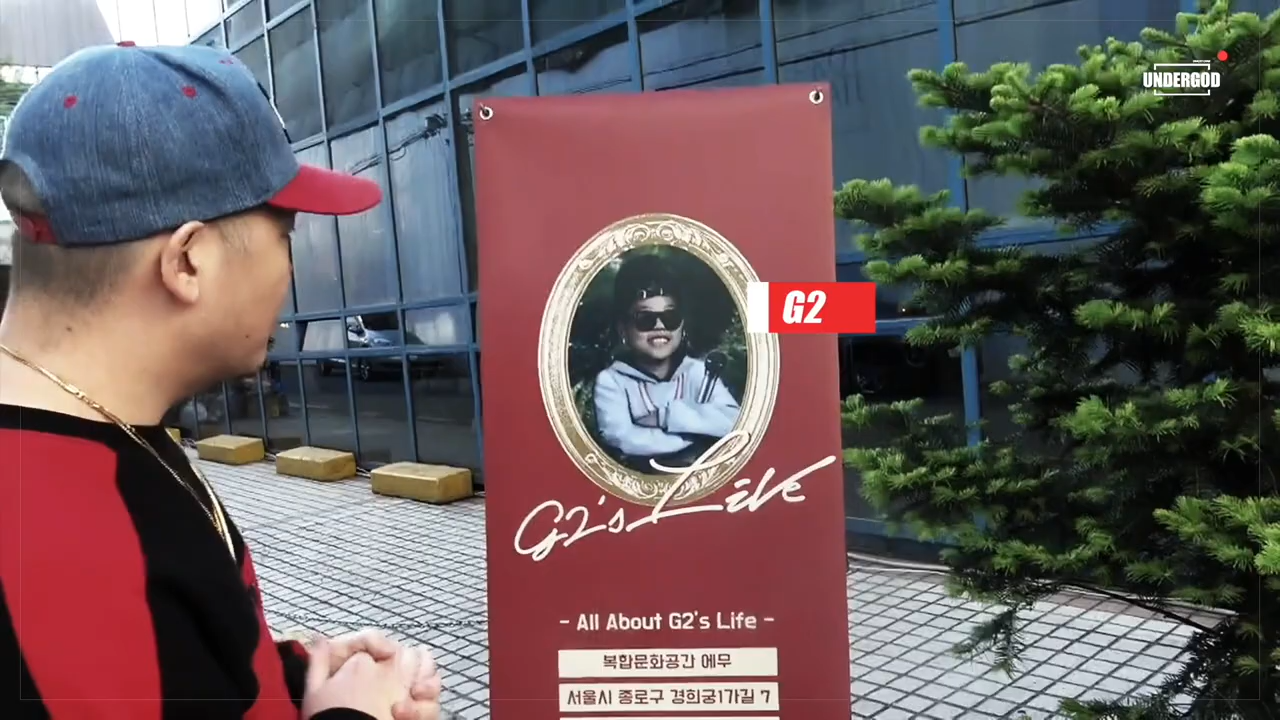 UNDERGOD
G2
G2's Life
- All About G2's Life -
복합문화공간 에무
서울시 종로구 경희궁1가길 7